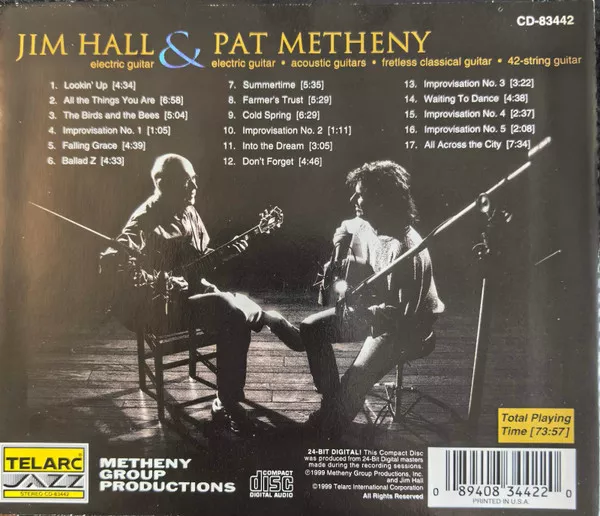 CD-83442
JIM HALL & PAT METHENY
electric guitar electric guitar • acoustic guitars • fretless classical guitar • 42-string guitar
1. Lookin' Up [4:34]
2. All the Things You Are [6:58]
3. The Birds and the Bees [5:04]
4. Improvisation No. 1 [1:05]
5. Falling Grace [4:39]
6. Ballad Z [4:33]
7. Summertime [5:35]
8. Farmer's Trust [5:29]
9. Cold Spring [6:29]
10. Improvisation No. 2 [1:11]
11. Into the Dream [3:05]
12. Don't Forget [4:46]
13. Improvisation No. 3 [3:22]
14. Waiting To Dance [4:38]
15. Improvisation No. 4 [2:37]
16. Improvisation No. 5 [2:08]
17. All Across the City [7:34]
Total Playing
Time [73:57]
TELARC
JAZZ
STEREO CD-83442
METHENY
GROUP
PRODUCTIONS
COMPACT
disc
DIGITAL AUDIO
24-BIT DIGITAL! This Compact Disc
was produced from 24-Bit Digital masters
made during the recording sessions.
©1999 Metheny Group Productions, Inc.
and Jim Hall
©1999 Telarc International Corporation
All Rights Reserved
0 89408 34422 0
PRINTED IN U.S.A.